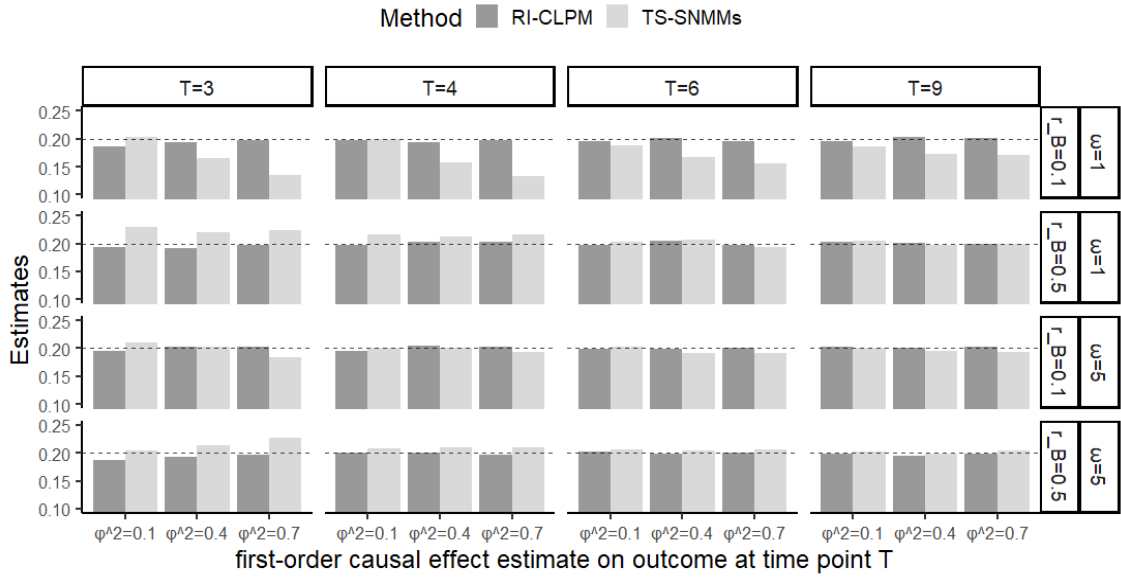 Method RI-CLPM TS-SNMMs
T=3 T=4 T=6 T=9
0.25
0.20
0.15
0.10
r_B=0.1 ω=1
0.25
0.20
0.15
0.10
r_B=0.5 ω=1
0.25
0.20
0.15
0.10
r_B=0.1 ω=5
0.25
0.20
0.15
0.10
r_B=0.5 ω=5
Estimates
φ^2=0.1 φ^2=0.4 φ^2=0.7 φ^2=0.1 φ^2=0.4 φ^2=0.7 φ^2=0.1 φ^2=0.4 φ^2=0.7 φ^2=0.1 φ^2=0.4 φ^2=0.7
first-order causal effect estimate on outcome at time point T